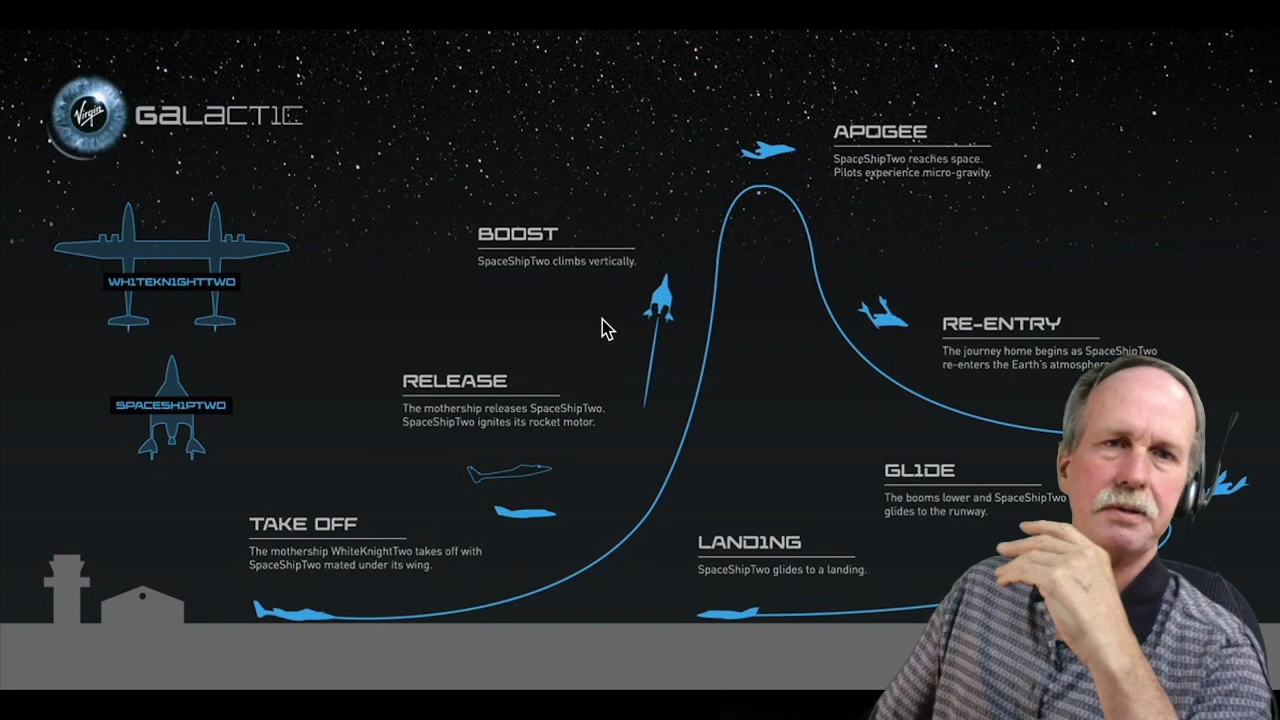 Virgin
GALACTIC
WH1TEKN1GHTTWO
SPACESH1PTWO
APOGEE
SpaceShipTwo reaches space.
Pilots experience micro-gravity.
BOOST
SpaceShipTwo climbs vertically.
RE-ENTRY
The journey home begins as SpaceShipTwo
re-enters the Earth's atmosphere
RELEASE
The mothership releases SpaceShipTwo.
SpaceShipTwo ignites its rocket motor.
GL1DE
The booms lower and SpaceShipTwo
glides to the runway.
TAKE OFF
The mothership WhiteKnightTwo takes off with
SpaceShipTwo mated under its wing.
LAND1NG
SpaceShipTwo glides to a landing.